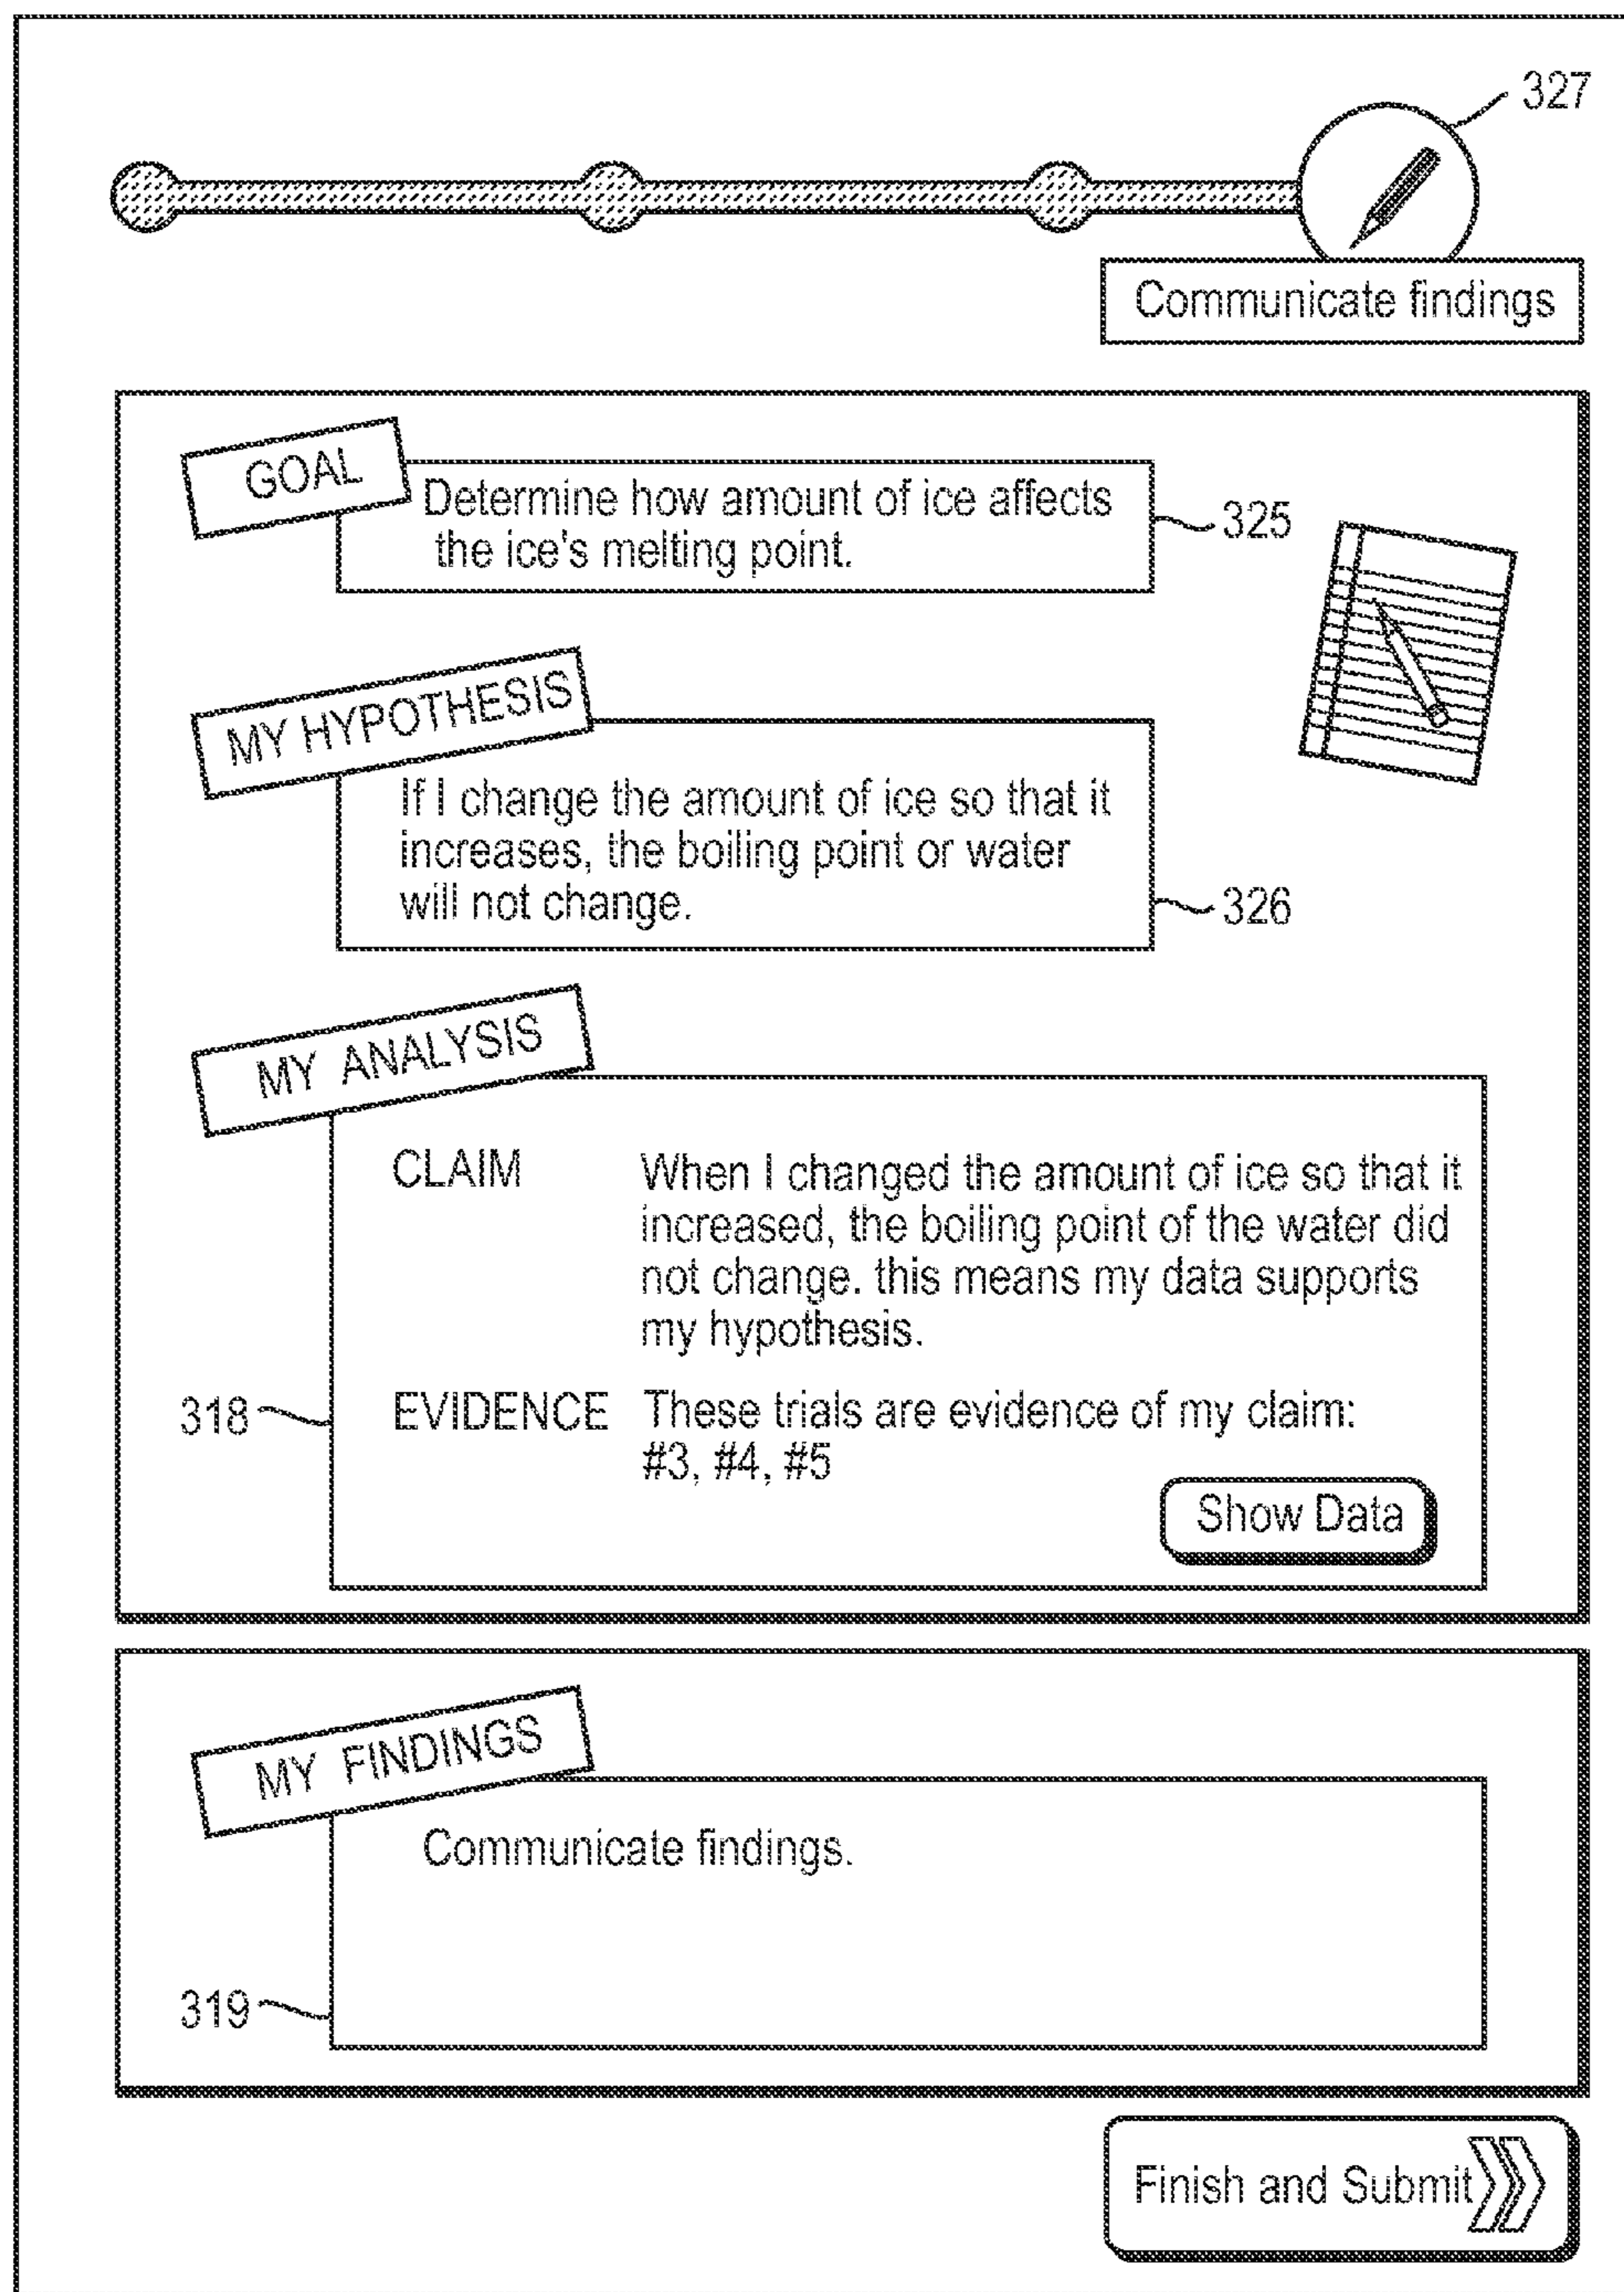 327
Communicate findings
GOAL
Determine how amount of ice affects
the ice's melting point.
325
MY HYPOTHESIS
If I change the amount of ice so that it
increases, the boiling point or water
will not change.
326
MY ANALYSIS
CLAIM When I changed the amount of ice so that it
increased, the boiling point of the water did
not change. this means my data supports
my hypothesis.
318
EVIDENCE These trials are evidence of my claim:
#3, #4, #5
Show Data
MY FINDINGS
Communicate findings.
319
Finish and Submit